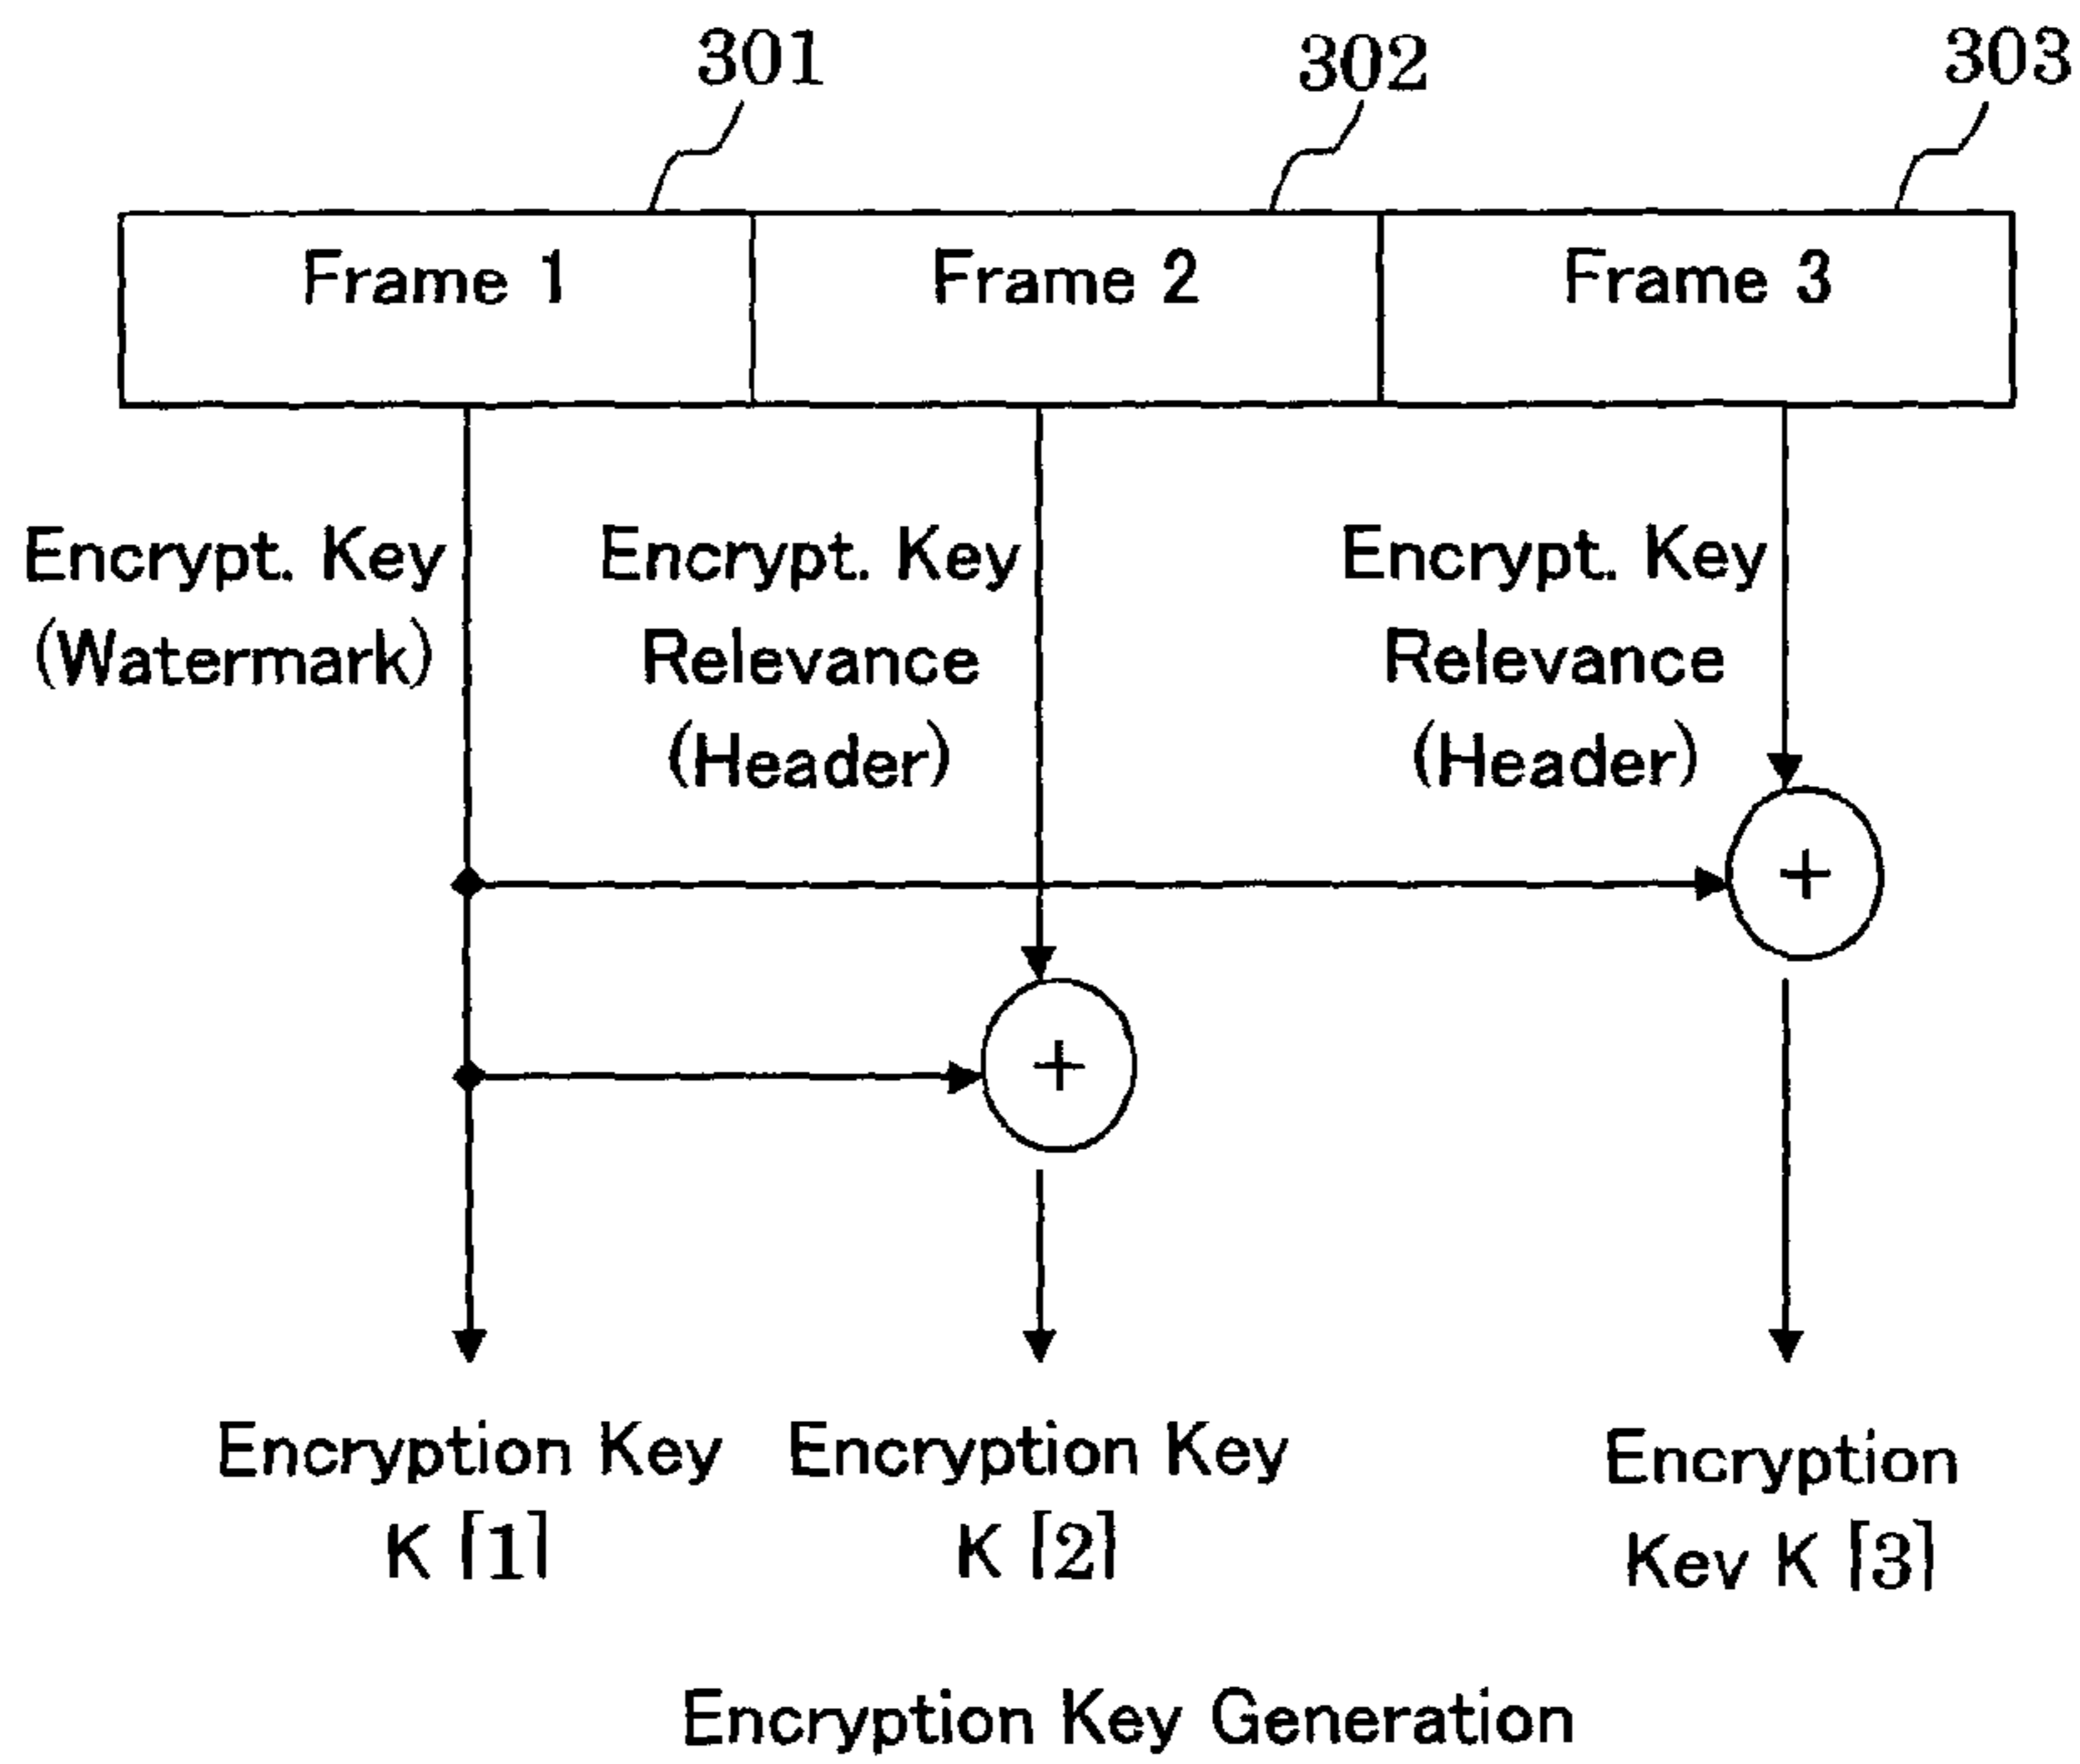 301
302
303
Frame 1
Frame 2
Frame 3
Encrypt. Key
(Watermark)
Encrypt. Key
Relevance
(Header)
Encrypt. Key
Relevance
(Header)
+
+
Encryption Key
K [1]
Encryption Key
K [2]
Encryption
Kev K [3]
Encryption Key Generation